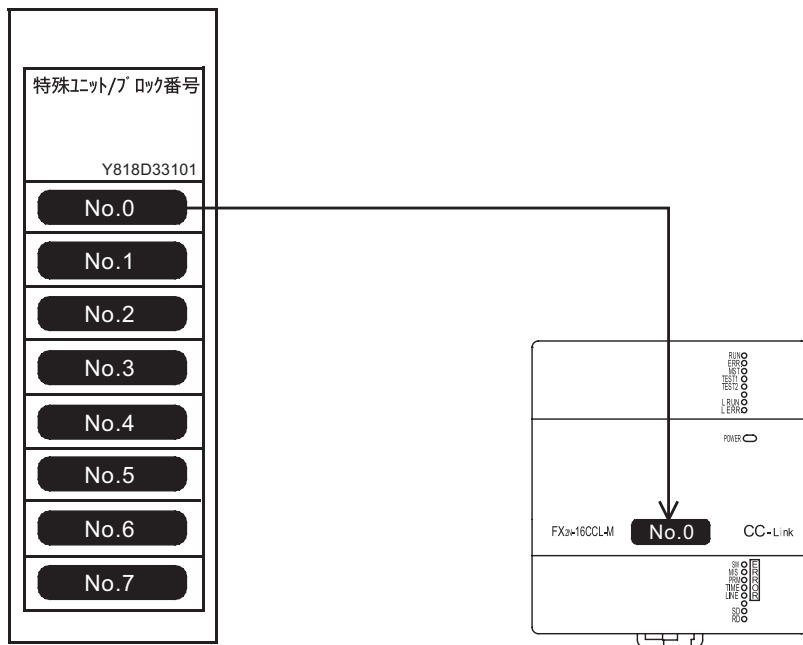 特殊ユニット/ブロック番号
Y818D33101
No.0
No.1
No.2
No.3
No.4
No.5
No.6
No.7
RUN
ERR
MST
TEST1
TEST2
L RUN
L ERR
POWER
FX2N-16CCL-M
No.0
CC-Link
SW
M/S
PRM
TIME
LINE
ERROR
SD
RD